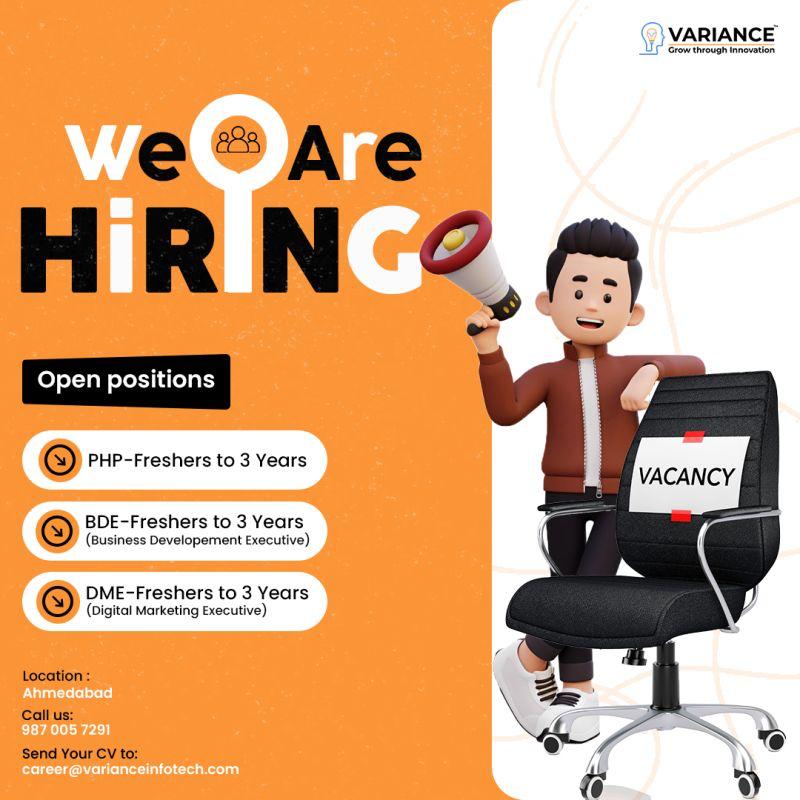 VARIANCE™
Grow through Innovation
We Are
HiRING
Open positions
PHP-Freshers to 3 Years
BDE-Freshers to 3 Years
(Business Developement Executive)
DME-Freshers to 3 Years
(Digital Marketing Executive)
VACANCY
Location :
Ahmedabad
Call us:
987 005 7291
Send Your CV to:
career@varianceinfotech.com